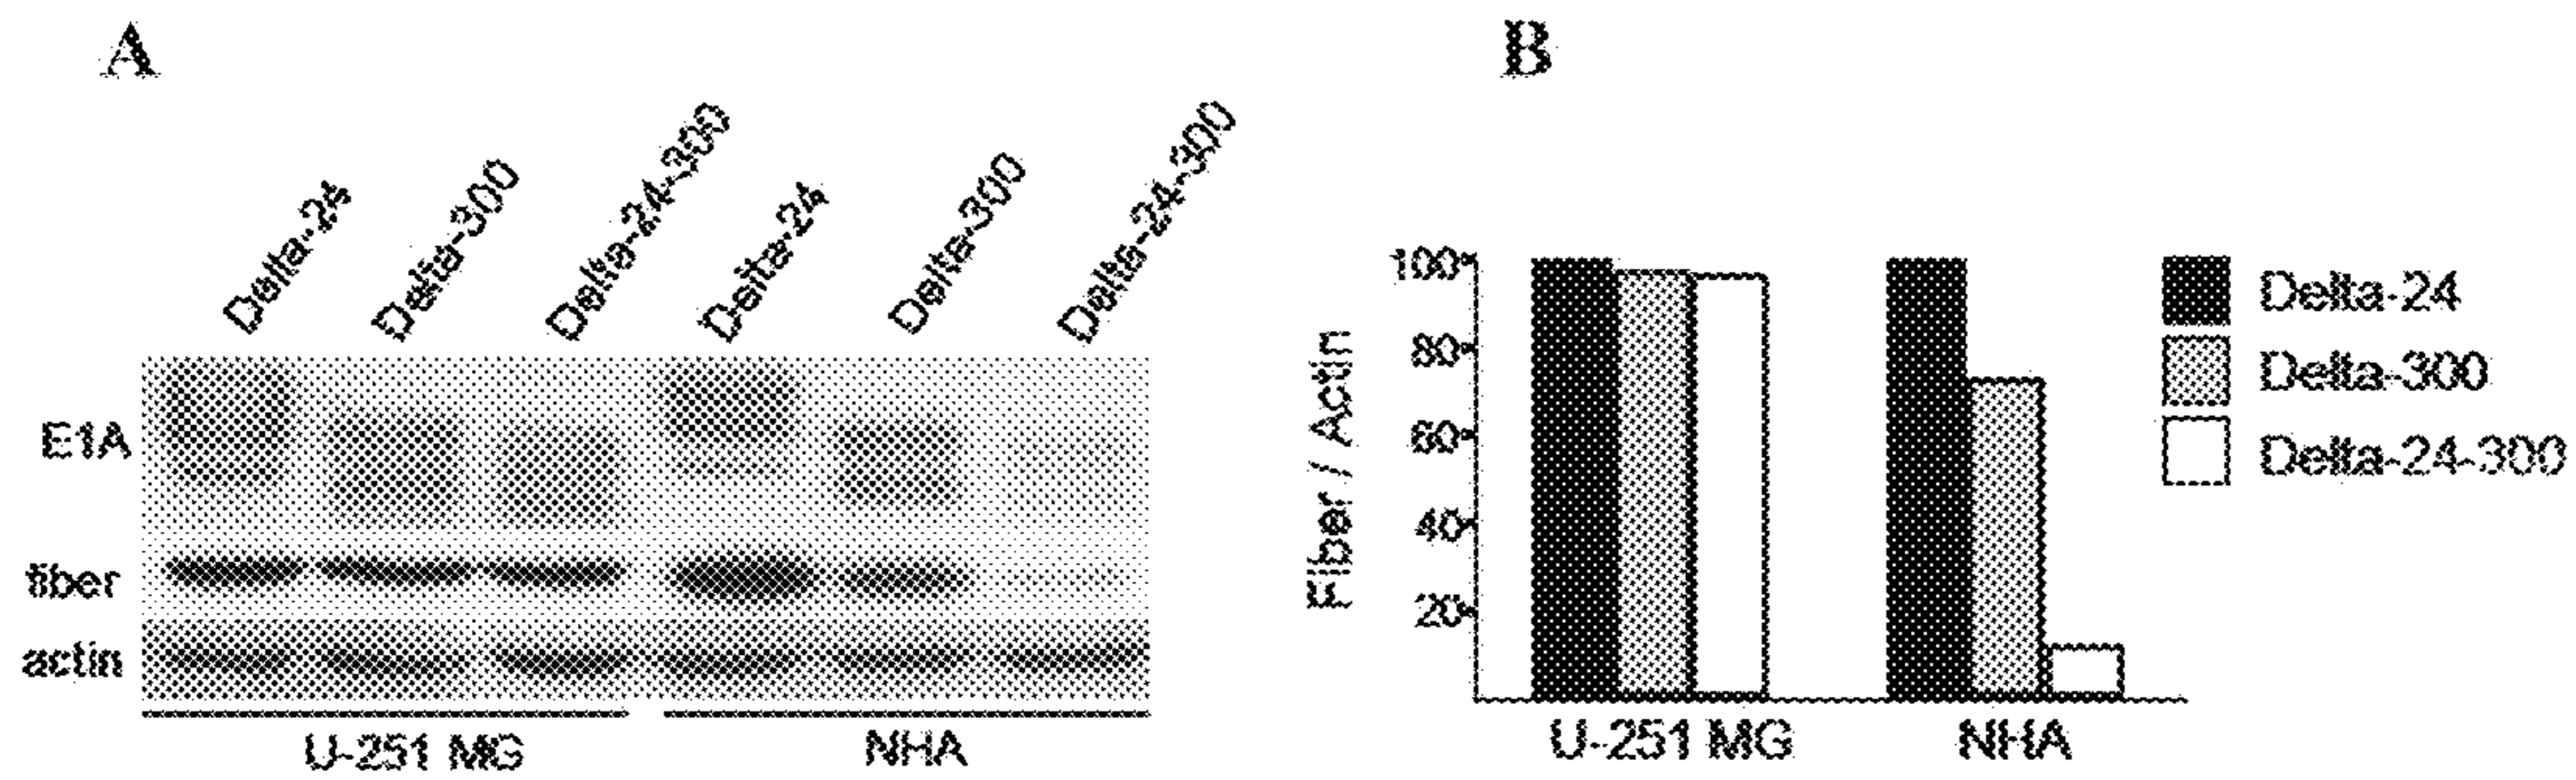 A
B
Delta-24
Delta-300
Delta-24-300
Delta-24
Delta-300
Delta-24-300
E1A
fiber
actin
U-251 MG
NHA
Fiber / Actin
100
80
60
40
20
U-251 MG
NHA
Delta-24
Delta-300
Delta-24-300